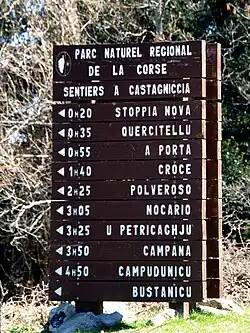 PARC NATUREL REGIONAL
DE LA CORSE
SENTIERS A CASTAGNICCIA
0H20 STOPPIA NOVA
0H35 QUERCITELLU
0H55 A PORTA
1H40 CROCE
2H25 POLVEROSO
3H05 NOCARIO
3H25 U PETRICAGHJU
3H50 CAMPANA
4H50 CAMPUDUNICU
BUSTANICU